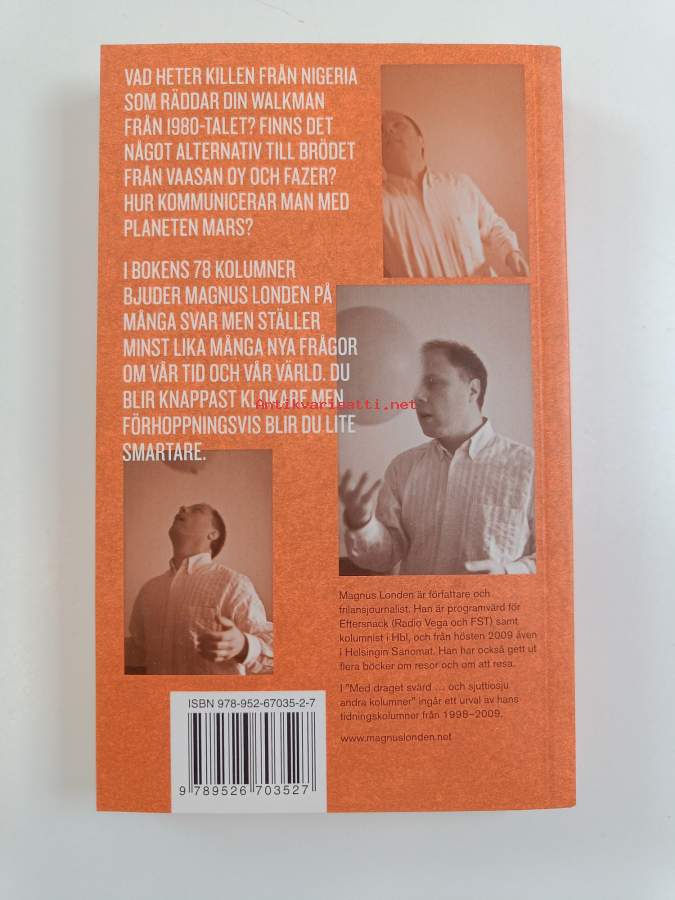 VAD HETER KILLEN FRÅN NIGERIA
SOM RÄDDAR DIN WALKMAN
FRÅN 1980-TALET? FINNS DET
NÅGOT ALTERNATIV TILL BRÖDET
FRÅN VAASAN OY OCH FAZER?
HUR KOMMUNICERAR MAN MED
PLANETEN MARS?
I BOKENS 78 KOLUMNER
BJUDER MAGNUS LONDEN PÅ
MÅNGA SVAR MEN STÄLLER
MINST LIKA MÅNGA NYA FRÅGOR
OM VÅR TID OCH VÅR VÄRLD. DU
BLIR KNAPPAST KLOKARE MEN
FÖRHOPPNINGSVIS BLIR DU LITE
SMARTARE.
Antikvariaatti.net
Magnus Londen är författare och
frilansjournalist. Han är programvärd för
Eftersnack (Radio Vega och FST) samt
kolumnist i Hbl, och från hösten 2009 även
i Helsingin Sanomat. Han har också gett ut
flera böcker om resor och om att resa.
I "Med draget svärd ... och sjuttiosju
andra kolumner" ingår ett urval av hans
tidningskolumner från 1998–2009.
www.magnuslonden.net
ISBN 978-952-67035-2-7
9 789526 703527